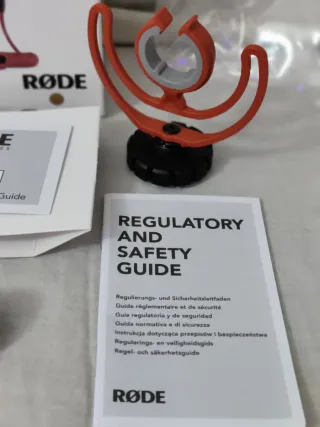 RØDE
DE
Guide
REGULATORY
AND
SAFETY
GUIDE
Regulierungs- und Sicherheitsleitfaden
Guide réglementaire et de sécurité
Guía regulatoria y de seguridad
Guida normativa e di sicurezza
Instrukcja dotycząca przepisów i bezpieczeństwa
Regulerings- en veiligheidsgids
Regel- och säkerhetsguide
RØDE